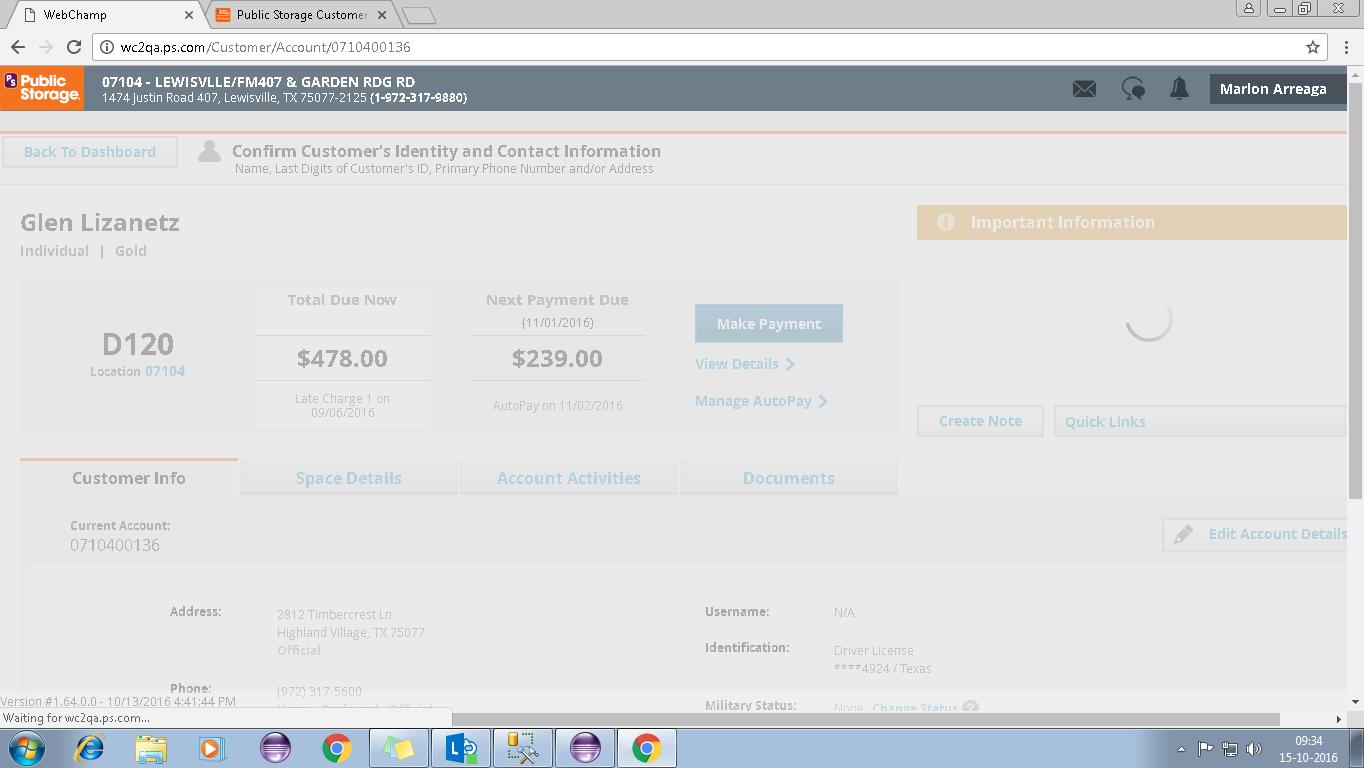 WebChamp
Public Storage Customer
wc2qa.ps.com/Customer/Account/0710400136
PS Public Storage.
07104 - LEWISVLLE/FM407 & GARDEN RDG RD
1474 Justin Road 407, Lewisville, TX 75077-2125 (1-972-317-9880)
Marlon Arreaga
Back To Dashboard
Confirm Customer's Identity and Contact Information
Name, Last Digits of Customer's ID, Primary Phone Number and/or Address
Glen Lizanetz
Individual | Gold
Important Information
D120
Location 07104
Total Due Now
$478.00
Late Charge 1 on
09/06/2016
Next Payment Due
(11/01/2016)
$239.00
AutoPay on 11/02/2016
Make Payment
View Details
Manage AutoPay
Create Note
Quick Links
Customer Info
Space Details
Account Activities
Documents
Current Account:
0710400136
Edit Account Details
Address:
2812 Timbercrest Ln
Highland Village, TX 75077
Official
Phone:
(972) 317-5600
Username:
N/A
Identification:
Driver License
****4924 / Texas
Military Status:
None Change Status
Version #1.64.0.0 - 10/13/2016 4:41:44 PM
Waiting for wc2qa.ps.com...
09:34
15-10-2016